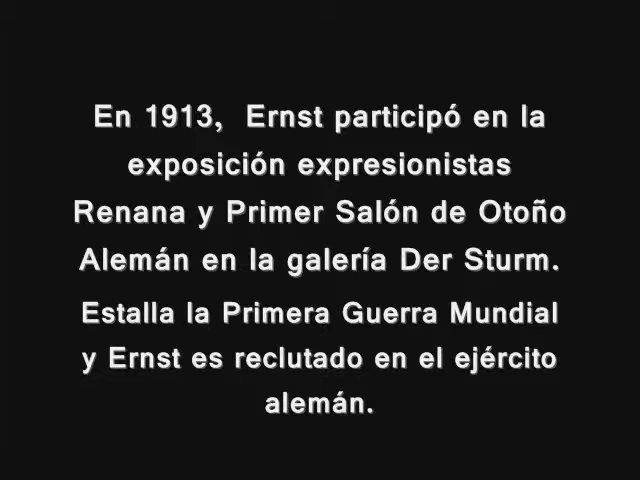 En 1913,  Ernst participó en la
exposición expresionistas
Renana y Primer Salón de Otoño
Alemán en la galería Der Sturm.
Estalla la Primera Guerra Mundial
y Ernst es reclutado en el ejército
alemán.